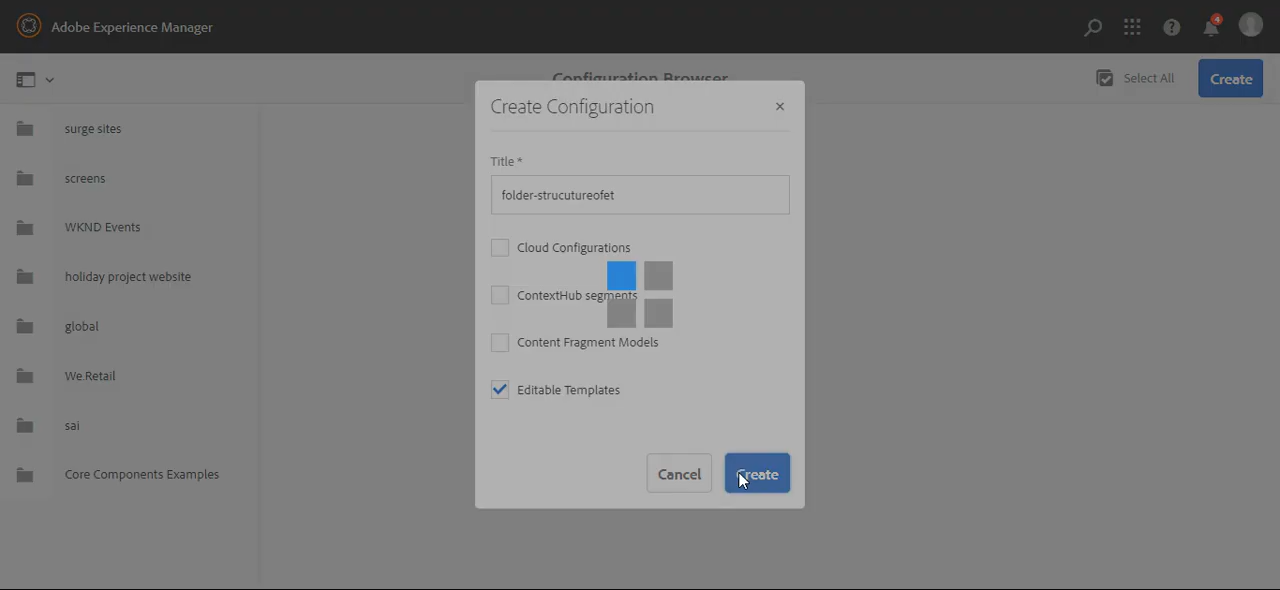 Adobe Experience Manager
4
Configuration Browser
Select All
Create
surge sites
screens
WKND Events
holiday project website
global
We.Retail
sai
Core Components Examples
Create Configuration
Title *
folder-strucutureofet
Cloud Configurations
ContextHub segments
Content Fragment Models
Editable Templates
Cancel
Create